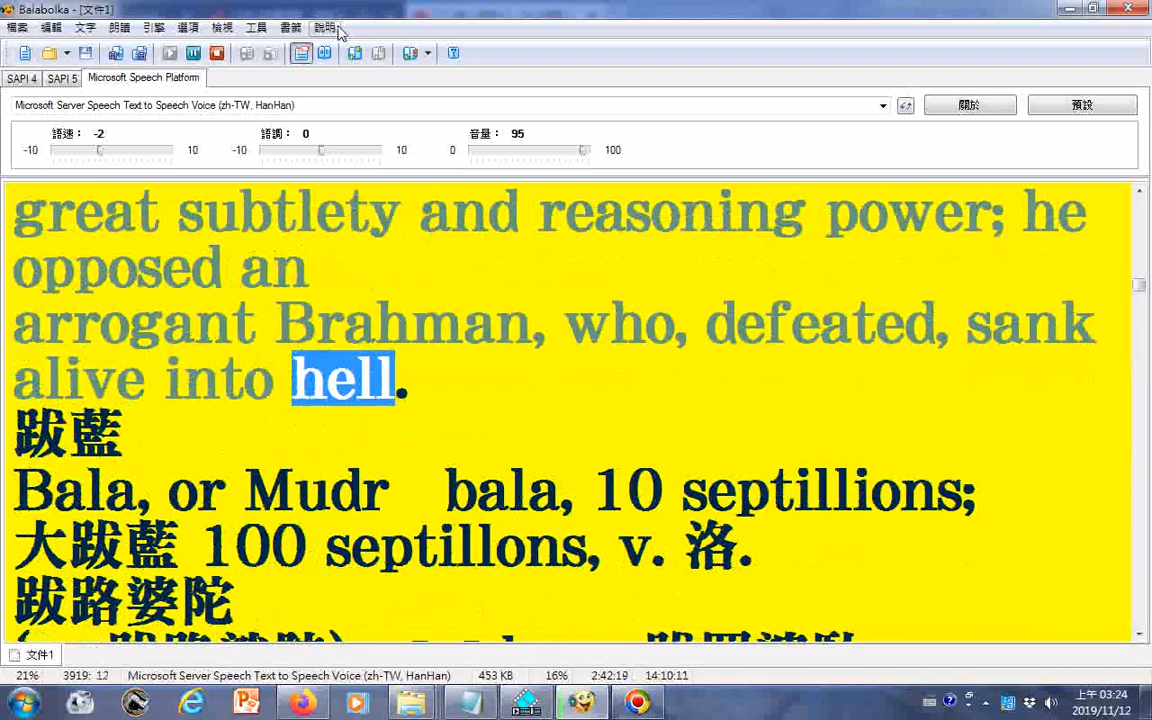 Balabolka - [文件1]
檔案 編輯 文字 朗讀 引擎 選項 檢視 工具 書籤 說明
SAPI 4 SAPI 5 Microsoft Speech Platform
Microsoft Server Speech Text to Speech Voice (zh-TW, HanHan) 關於 預設
語速： -2 語調： 0 音量： 95
-10 10 -10 10 0 100
great subtlety and reasoning power; he
opposed an
arrogant Brahman, who, defeated, sank
alive into hell.
跋藍
Bala, or Mudr bala, 10 septillions;
大跋藍 100 septillons, v. 洛.
跋路婆陀
文件1
21% 3919: 12 Microsoft Server Speech Text to Speech Voice (zh-TW, HanHan) 453 KB 16% 2:42:19 14:10:11
上午 03:24
2019/11/12